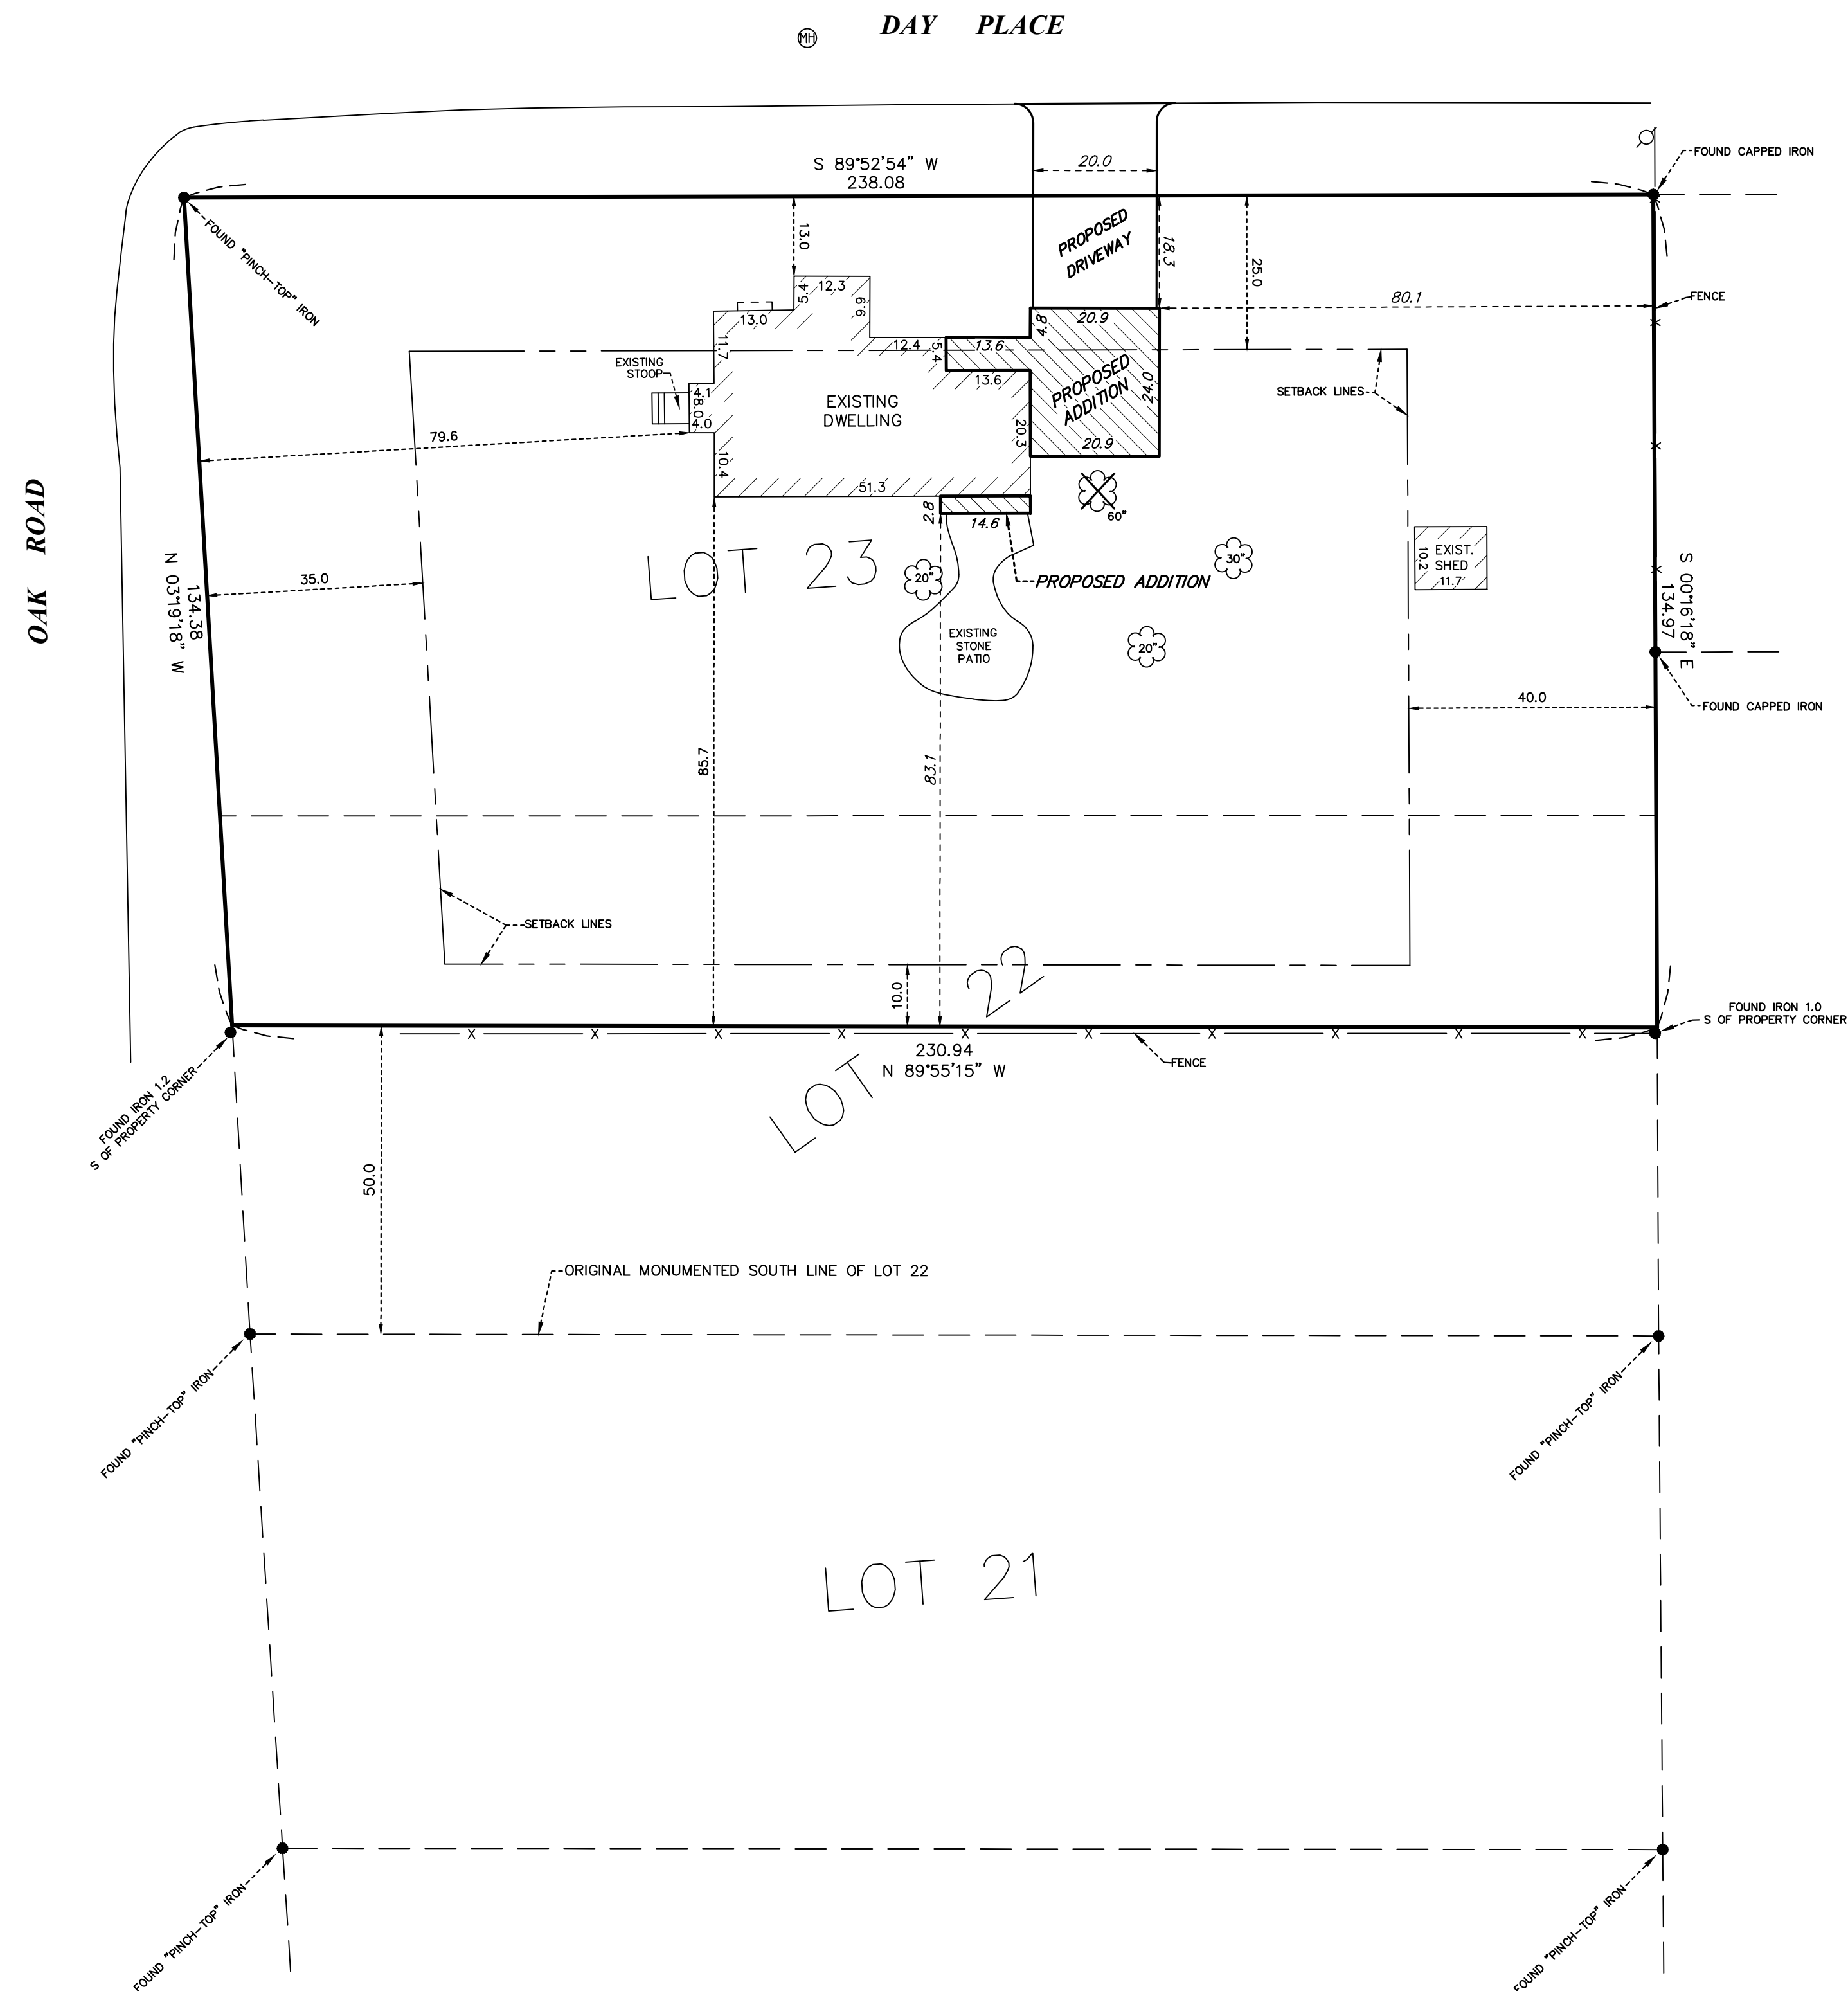 DAY PLACE
MH
S 89°52'54" W
238.08
20.0
FOUND CAPPED IRON
FOUND "PINCH-TOP" IRON
13.0
PROPOSED
DRIVEWAY
18.3
25.0
80.1
FENCE
5.4
12.3
6.6
13.0
11.7
12.4
5.4
13.6
4.8
20.9
13.6
EXISTING
STOOP
4.1
8.0
4.0
EXISTING
DWELLING
PROPOSED
ADDITION
24.0
20.3
20.9
SETBACK LINES
79.6
10.4
51.3
2.8
14.6
60"
OAK ROAD
LOT 23
20"
30"
PROPOSED ADDITION
EXIST.
SHED
10.2
11.7
35.0
N 03°19'18" W
134.38
S 00°16'18" E
134.97
EXISTING
STONE
PATIO
20"
40.0
FOUND CAPPED IRON
85.7
83.1
SETBACK LINES
10.0
LOT 22
FOUND IRON 1.0
S OF PROPERTY CORNER
230.94
N 89°55'15" W
FENCE
FOUND IRON 1.2
S OF PROPERTY CORNER
50.0
ORIGINAL MONUMENTED SOUTH LINE OF LOT 22
FOUND "PINCH-TOP" IRON
FOUND "PINCH-TOP" IRON
LOT 21
FOUND "PINCH-TOP" IRON
FOUND "PINCH-TOP" IRON